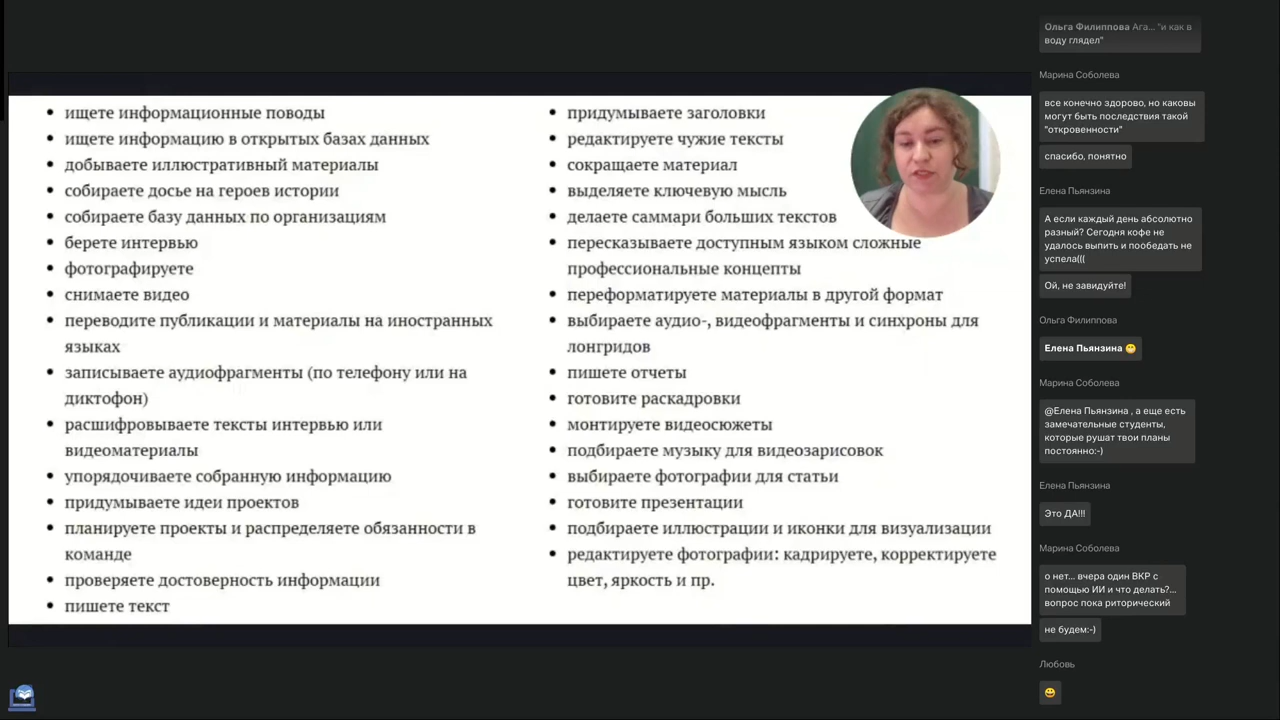 ищете информационные поводы
ищете информацию в открытых базах данных
добываете иллюстративный материалы
собираете досье на героев истории
собираете базу данных по организациям
берете интервью
фотографируете
снимаете видео
переводите публикации и материалы на иностранных
языках
записываете аудиофрагменты (по телефону или на
диктофон)
расшифровываете тексты интервью или
видеоматериалы
упорядочиваете собранную информацию
придумываете идеи проектов
планируете проекты и распределяете обязанности в
команде
проверяете достоверность информации
пишете текст
придумываете заголовки
редактируете чужие тексты
сокращаете материал
выделяете ключевую мысль
делаете саммари больших текстов
пересказываете доступным языком сложные
профессиональные концепты
переформатируете материалы в другой формат
выбираете аудио-, видеофрагменты и синхроны для
лонгридов
пишете отчеты
готовите раскадровки
монтируете видеосюжеты
подбираете музыку для видеозарисовок
выбираете фотографии для статьи
готовите презентации
подбираете иллюстрации и иконки для визуализации
редактируете фотографии: кадрируете, корректируете
цвет, яркость и пр.
Ольга Филиппова Ага... "и как в
воду глядел"
Марина Соболева
все конечно здорово, но каковы
могут быть последствия такой
"откровенности"
спасибо, понятно
Елена Пьянзина
А если каждый день абсолютно
разный? Сегодня кофе не
удалось выпить и пообедать не
успела(((
Ой, не завидуйте!
Ольга Филиппова
Елена Пьянзина 😁
Марина Соболева
@Елена Пьянзина , а еще есть
замечательные студенты,
которые рушат твои планы
постоянно:-)
Елена Пьянзина
Это ДА!!!
Марина Соболева
о нет... вчера один ВКР с
помощью ИИ и что делать?...
вопрос пока риторический
не будем:-)
Любовь
😀